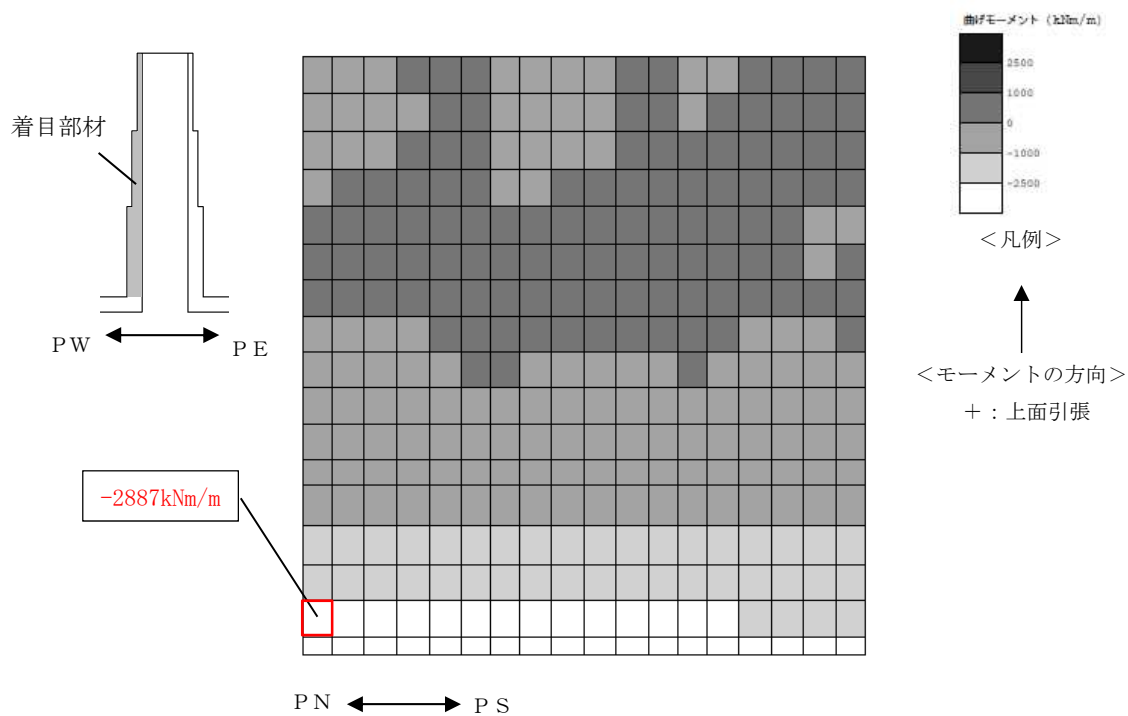 曲げモーメント (kNm/m)
2500
1000
0
-1000
-2500
＜凡例＞
＜モーメントの方向＞
＋：上面引張
着目部材
PW
PE
-2887kNm/m
PN
PS